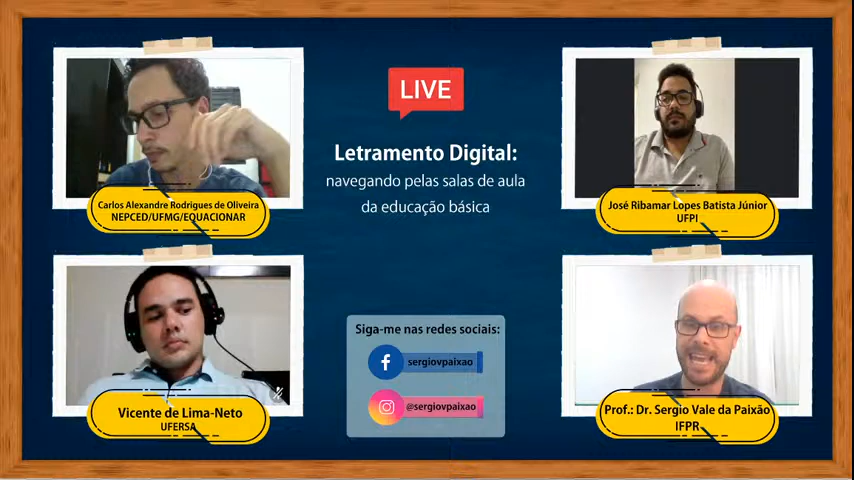 LIVE
Letramento Digital:
navegando pelas salas de aula
da educação básica
Carlos Alexandre Rodrigues de Oliveira
NEPCED/UFMG/EQUACIONAR
José Ribamar Lopes Batista Júnior
UFPI
Vicente de Lima-Neto
UFERSA
Siga-me nas redes sociais:
sergiovpaixao
@sergiovpaixao
Prof.: Dr. Sergio Vale da Paixão
IFPR